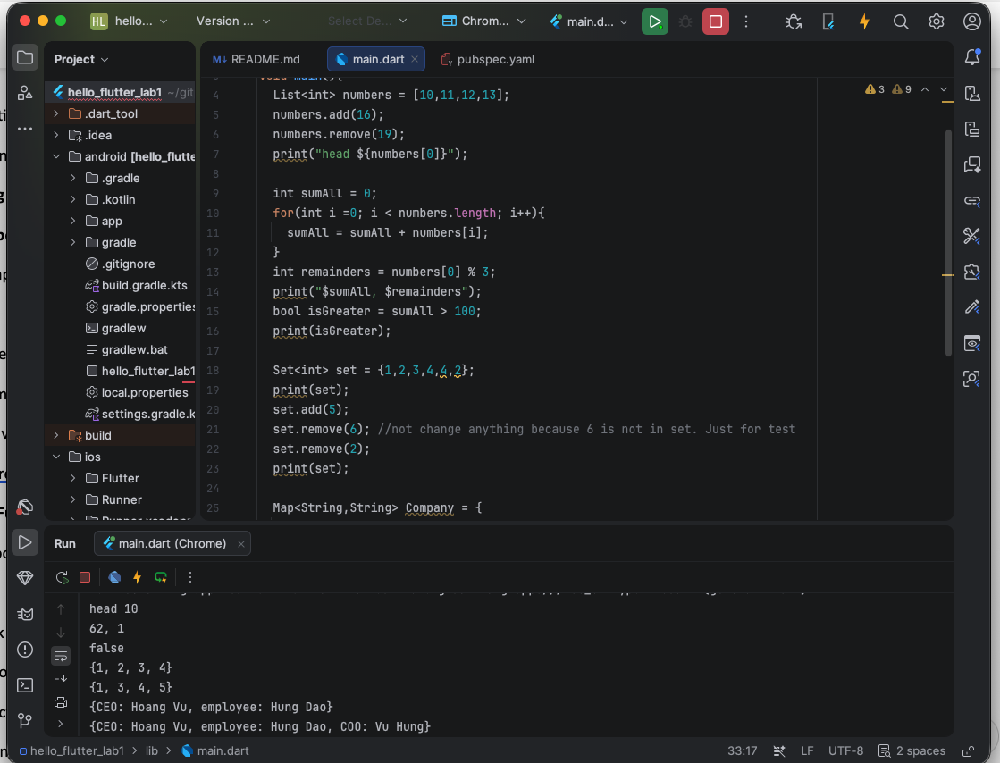 HL hello... Version ... Select De... Chrom... main.d...
Project
README.md main.dart pubspec.yaml
3 9
hello_flutter_lab1 ~/git
.dart_tool
.idea
android [hello_flutte
.gradle
.kotlin
app
gradle
.gitignore
build.gradle.kts
gradle.properties
gradlew
gradlew.bat
hello_flutter_lab1
local.properties
settings.gradle.k
build
ios
Flutter
Runner
Runner.xcodepr
3 void main(){
4 List<int> numbers = [10,11,12,13];
5 numbers.add(16);
6 numbers.remove(19);
7 print("head ${numbers[0]}");
8
9 int sumAll = 0;
10 for(int i =0; i < numbers.length; i++){
11 sumAll = sumAll + numbers[i];
12 }
13 int remainders = numbers[0] % 3;
14 print("$sumAll, $remainders");
15 bool isGreater = sumAll > 100;
16 print(isGreater);
17
18 Set<int> set = {1,2,3,4,4,2};
19 print(set);
20 set.add(5);
21 set.remove(6); //not change anything because 6 is not in set. Just for test
22 set.remove(2);
23 print(set);
24
25 Map<String,String> Company = {
Run main.dart (Chrome)
head 10
62, 1
false
{1, 2, 3, 4}
{1, 3, 4, 5}
{CEO: Hoang Vu, employee: Hung Dao}
{CEO: Hoang Vu, employee: Hung Dao, COO: Vu Hung}
hello_flutter_lab1 > lib > main.dart 33:17 LF UTF-8 2 spaces